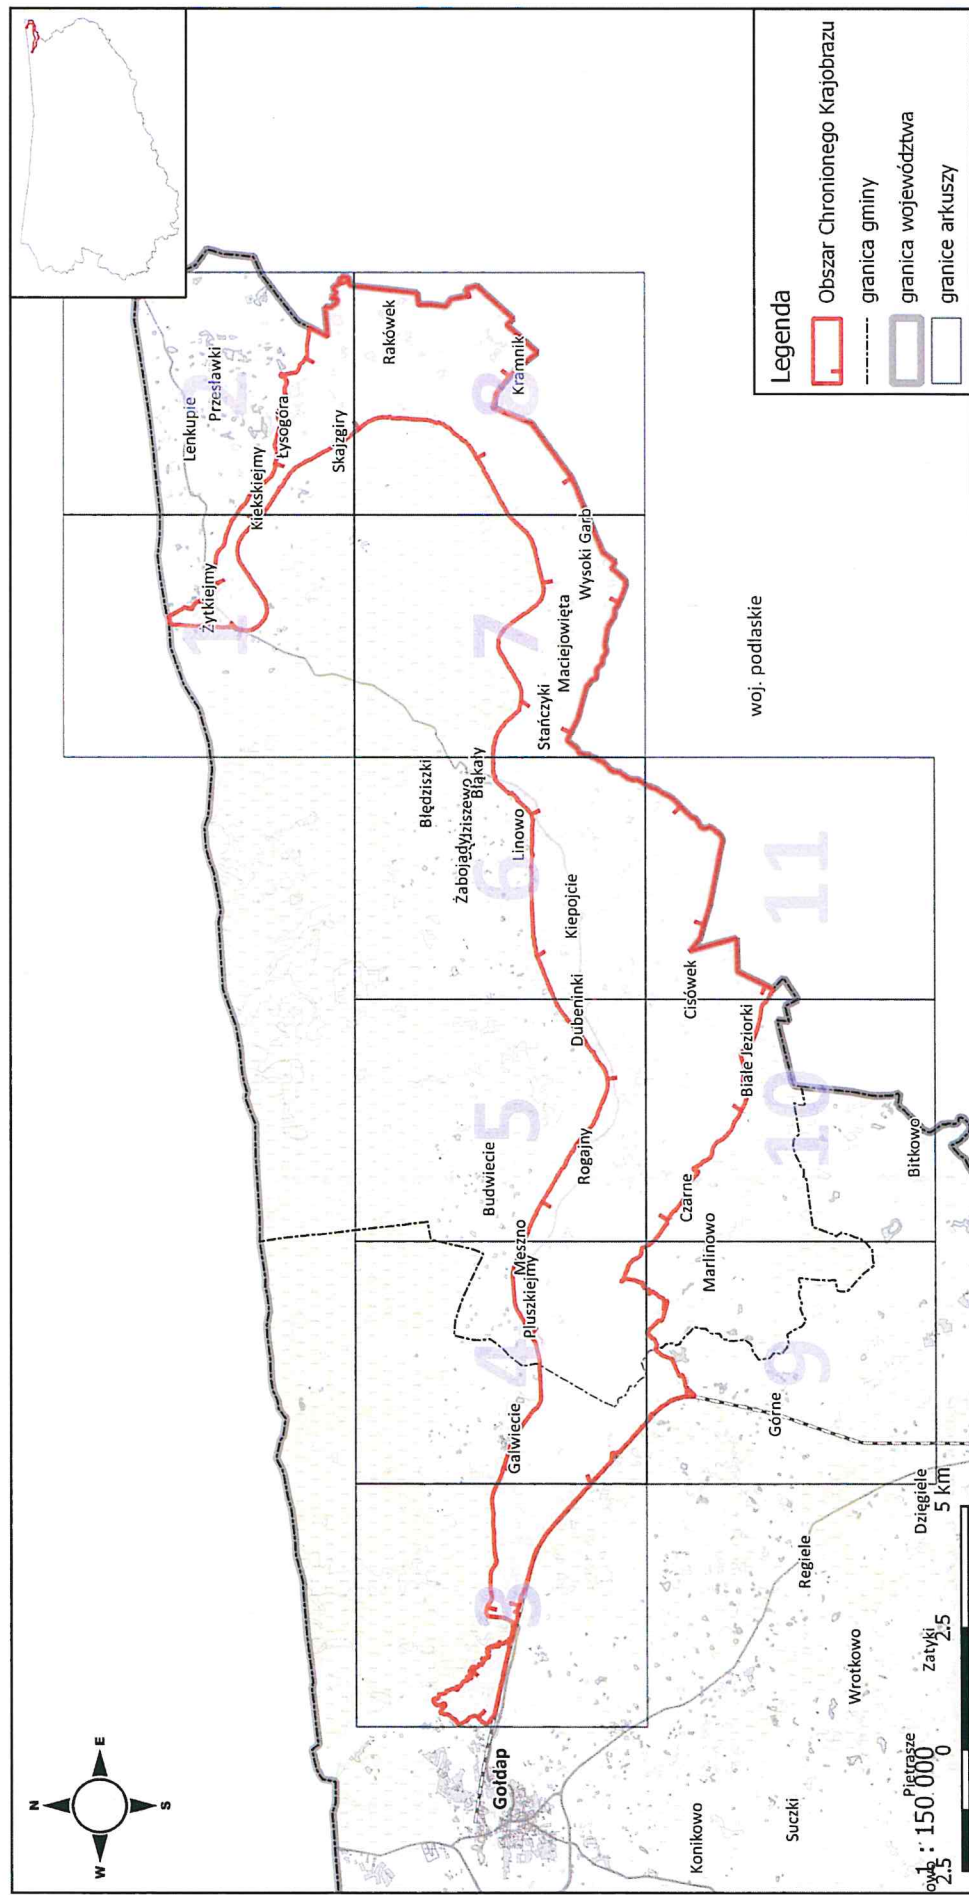 N
W
E
S
Lenkupie
Przesławki
2
Żytkiejmy
1
Kiekskiejmy
Łysogóra
Skajzgiry
Rakówek
Błędziszki
Żabojady
Błąkały
Budwiecie
Gołdap
3
Galwiecie
4
Pluszkiejmy
Mieszno
5
Rogajny
Dubeninki
6
Linowo
Kiepojcie
7
Stańczyki
Maciejowięta
Wysoki Garb
8
Kramnik
Konikowo
Suczki
Regiele
Górne
9
Marlinowo
Czarne
10
Białe Jeziorki
Cisówek
11
woj. podlaskie
Wrotkowo
Pietrasze
Zatyki
Dzięgiele
Bitkowo
1 : 150 000
2.5
0
2.5
5 km
Legenda
Obszar Chronionego Krajobrazu
granica gminy
granica województwa
granice arkuszy